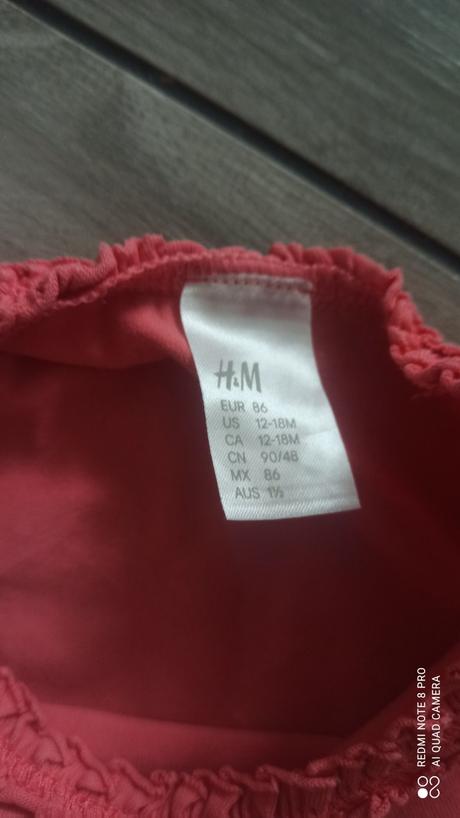 H&M
EUR 86
US 12-18M
CA 12-18M
CN 90/48
MX 86
AUS 1½
REDMI NOTE 8 PRO
AI QUAD CAMERA